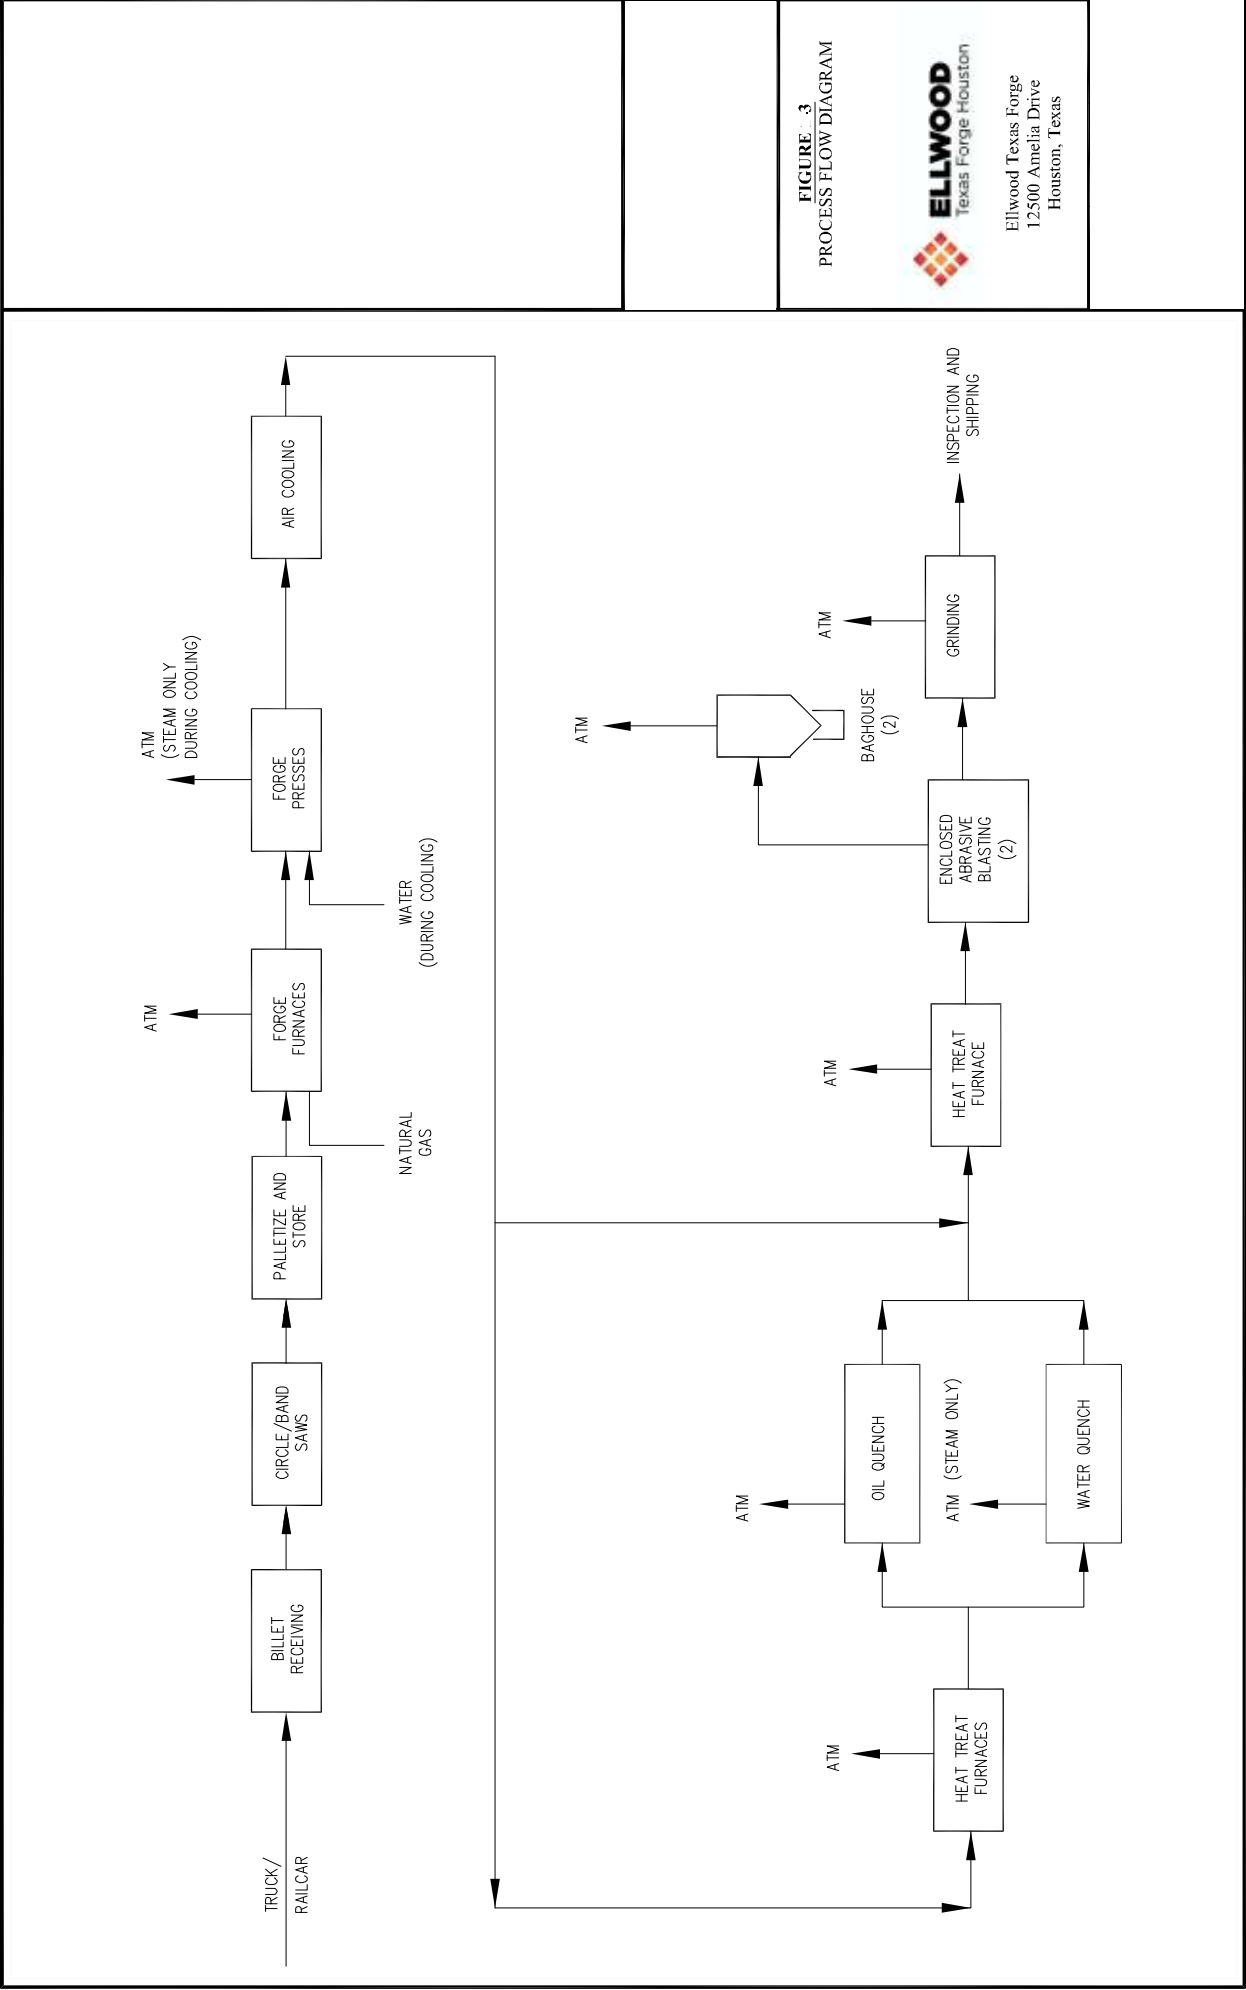 TRUCK/
RAILCAR
BILLET
RECEIVING
CIRCLE/BAND
SAWS
PALLETIZE AND
STORE
NATURAL
GAS
ATM
FORGE
FURNACES
WATER
(DURING COOLING)
ATM
(STEAM ONLY
DURING COOLING)
FORGE
PRESSES
AIR COOLING
ATM
HEAT TREAT
FURNACES
ATM
OIL QUENCH
ATM (STEAM ONLY)
WATER QUENCH
ATM
HEAT TREAT
FURNACE
ATM
BAGHOUSE
(2)
ENCLOSED
ABRASIVE
BLASTING
(2)
ATM
GRINDING
INSPECTION AND
SHIPPING
FIGURE 3
PROCESS FLOW DIAGRAM
ELLWOOD
Texas Forge Houston
Ellwood Texas Forge
12500 Amelia Drive
Houston, Texas